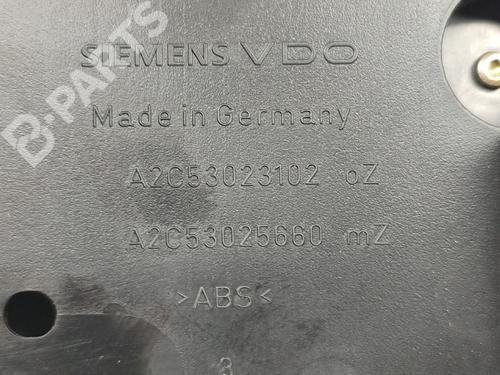 B-PARTS
SIEMENS VDO
Made in Germany
A2C53023102 oZ
A2C53025660 mZ
>ABS<
3